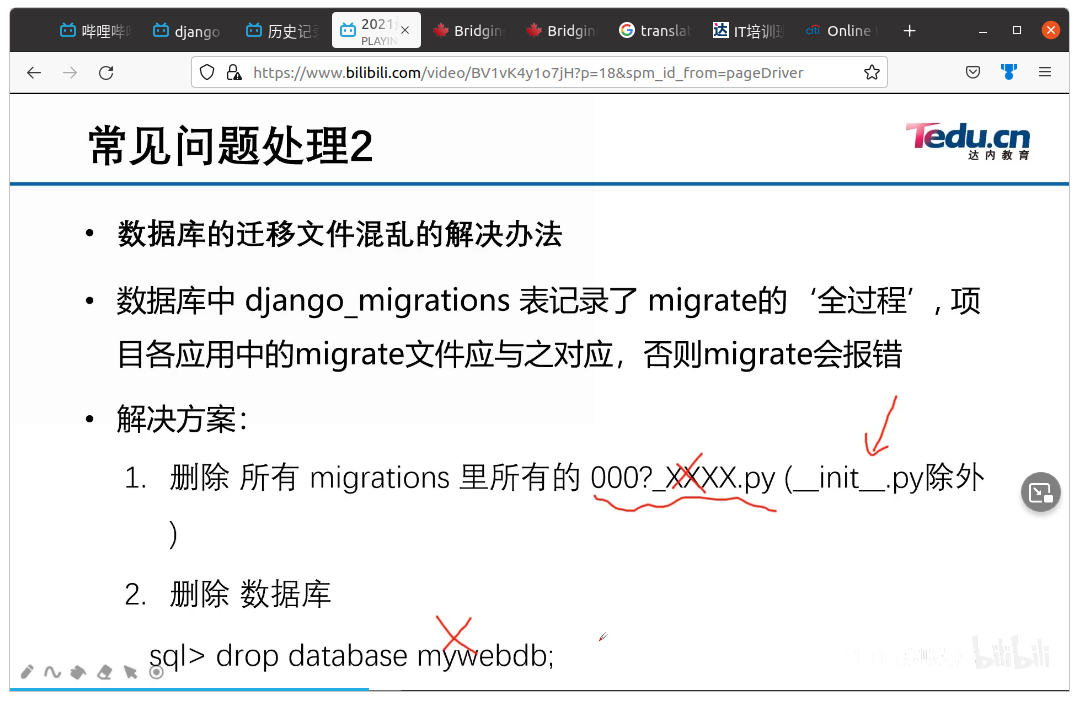 哔哩哔哩
django
历史记录
2021
PLAYIN
Bridgin
Bridgin
translat
IT培训班
Online
https://www.bilibili.com/video/BV1vK4y1o7jH?p=18&spm_id_from=pageDriver
常见问题处理2
Tedu.cn
达内教育
• 数据库的迁移文件混乱的解决办法
• 数据库中 django_migrations 表记录了 migrate的‘全过程’, 项
目各应用中的migrate文件应与之对应，否则migrate会报错
• 解决方案：
1. 删除 所有 migrations 里所有的 000?_XXXX.py (__init__.py除外
)
2. 删除 数据库
sql> drop database mywebdb;
bilibili